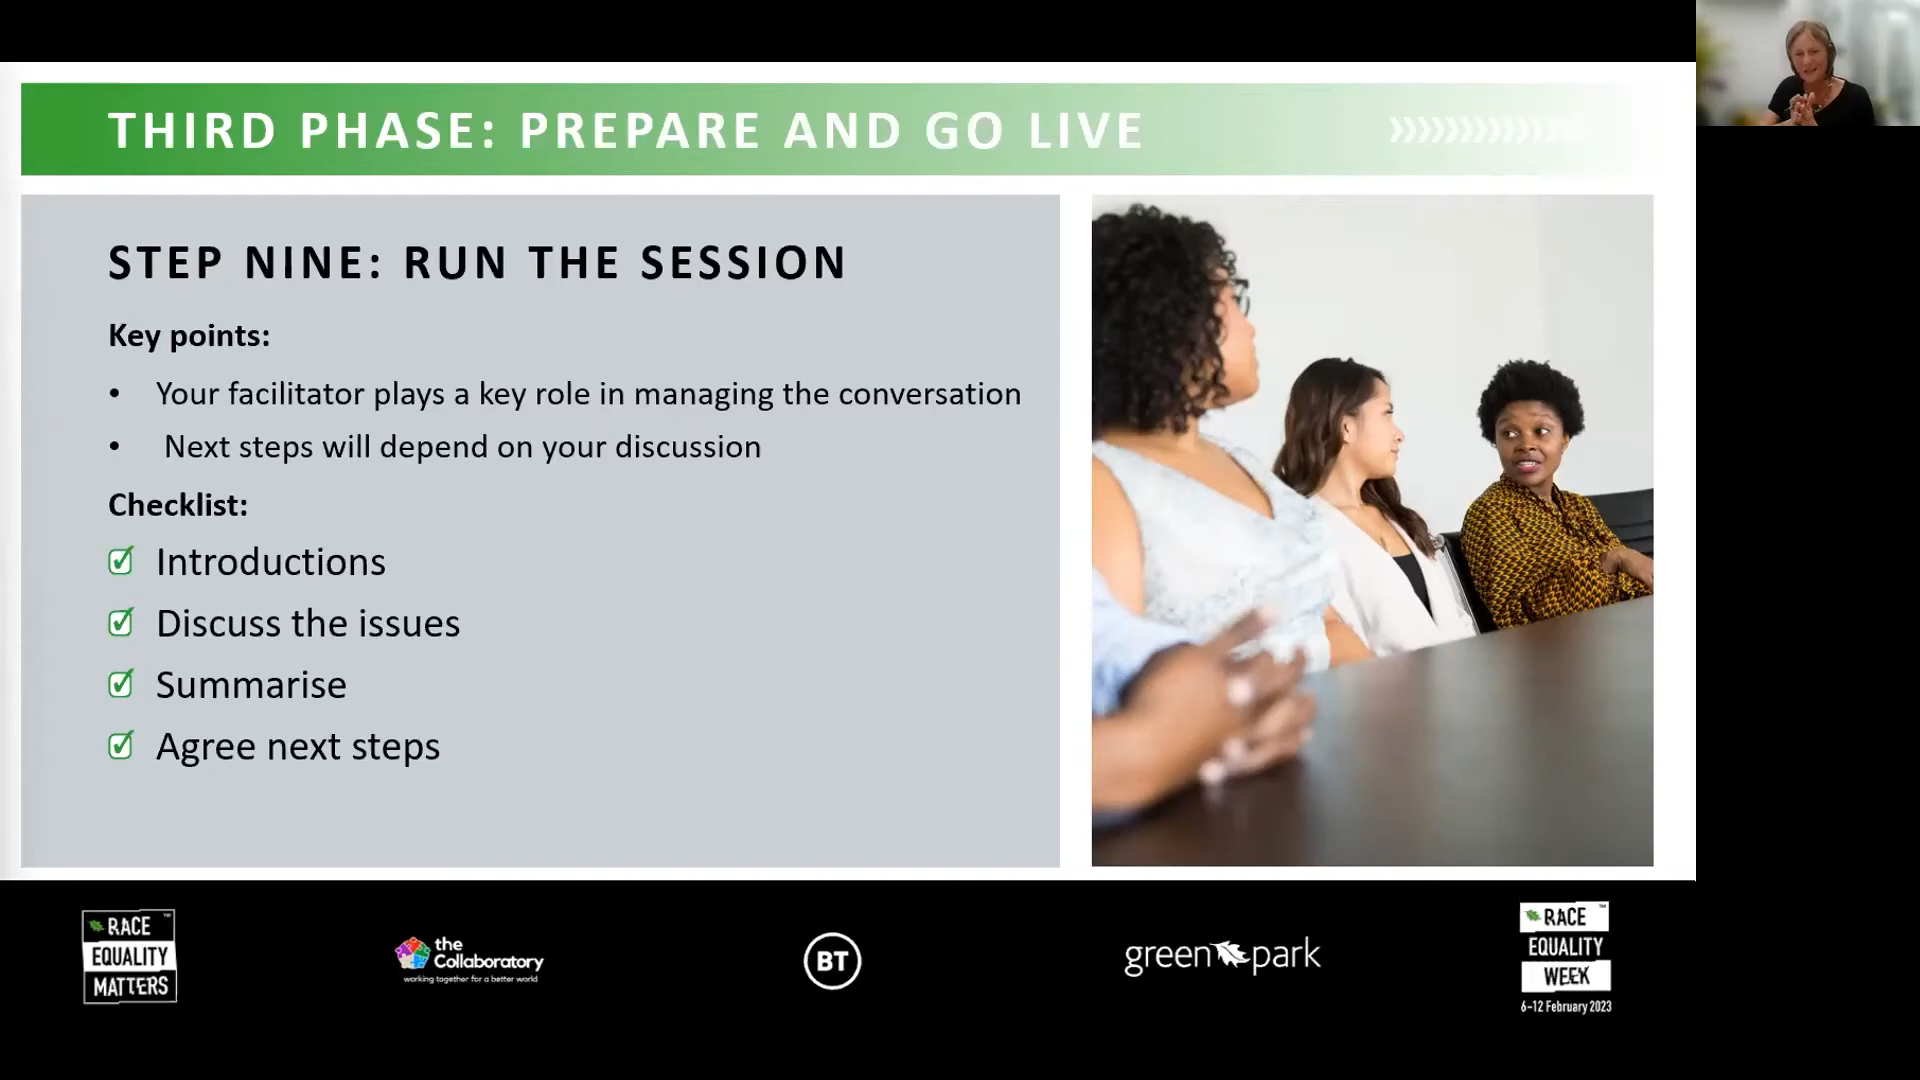 THIRD PHASE: PREPARE AND GO LIVE
STEP NINE: RUN THE SESSION
Key points:
• Your facilitator plays a key role in managing the conversation
• Next steps will depend on your discussion
Checklist:
Introductions
Discuss the issues
Summarise
Agree next steps
RACE ™
EQUALITY
MATTERS
the
Collaboratory
working together for a better world
BT
green park
RACE ™
EQUALITY
WEEK
6-12 February 2023